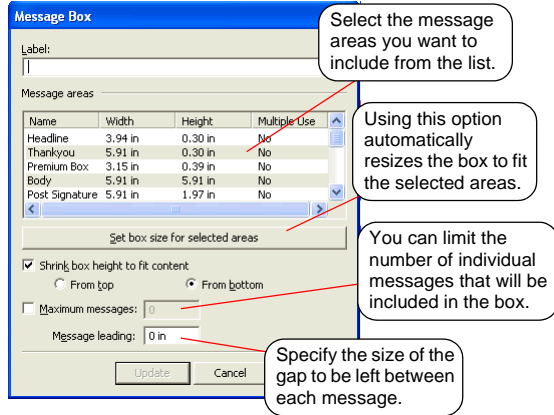 Message Box
Label:
Message areas
Name Width Height Multiple Use
Headline 3.94 in 0.30 in No
Thankyou 5.91 in 0.30 in No
Premium Box 3.15 in 0.39 in No
Body 5.91 in 5.91 in No
Post Signature 5.91 in 1.97 in No
Set box size for selected areas
Shrink box height to fit content
From top From bottom
Maximum messages: 0
Message leading: 0 in
Update Cancel
Select the message
areas you want to
include from the list.
Using this option
automatically
resizes the box to fit
the selected areas.
You can limit the
number of individual
messages that will be
included in the box.
Specify the size of the
gap to be left between
each message.